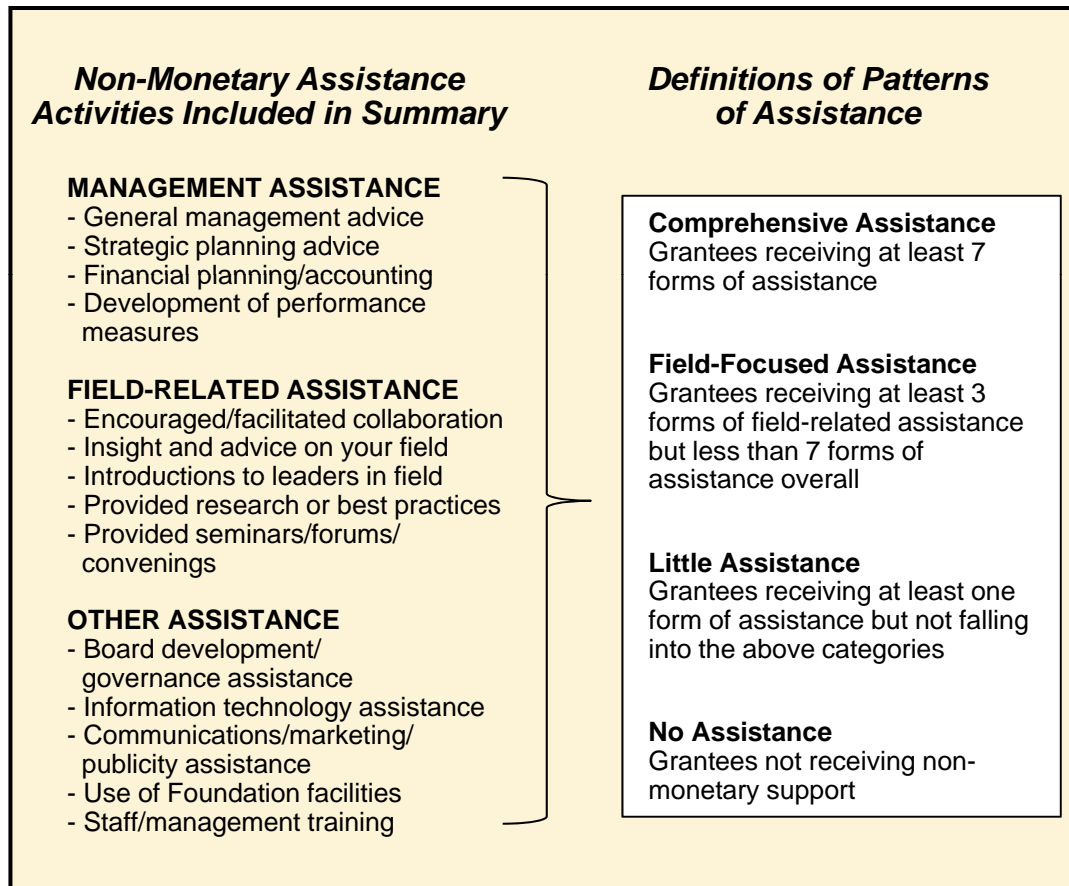 Non-Monetary Assistance
Activities Included in Summary
MANAGEMENT ASSISTANCE
- General management advice
- Strategic planning advice
- Financial planning/accounting
- Development of performance
measures
FIELD-RELATED ASSISTANCE
- Encouraged/facilitated collaboration
- Insight and advice on your field
- Introductions to leaders in field
- Provided research or best practices
- Provided seminars/forums/
convenings
OTHER ASSISTANCE
- Board development/
governance assistance
- Information technology assistance
- Communications/marketing/
publicity assistance
- Use of Foundation facilities
- Staff/management training
Definitions of Patterns
of Assistance
Comprehensive Assistance
Grantees receiving at least 7
forms of assistance
Field-Focused Assistance
Grantees receiving at least 3
forms of field-related assistance
but less than 7 forms of
assistance overall
Little Assistance
Grantees receiving at least one
form of assistance but not falling
into the above categories
No Assistance
Grantees not receiving non-
monetary support